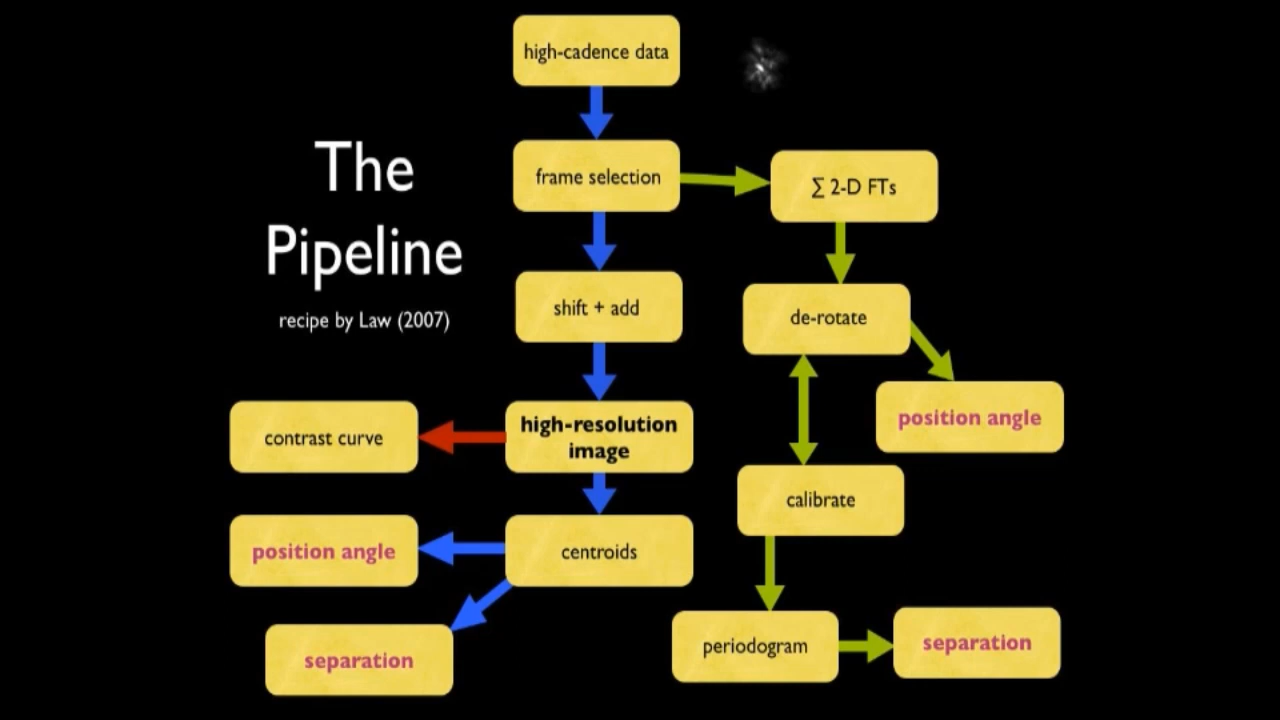 high-cadence data
The
Pipeline
recipe by Law (2007)
frame selection
∑ 2-D FTs
shift + add
de-rotate
position angle
contrast curve
high-resolution
image
calibrate
position angle
centroids
separation
periodogram
separation